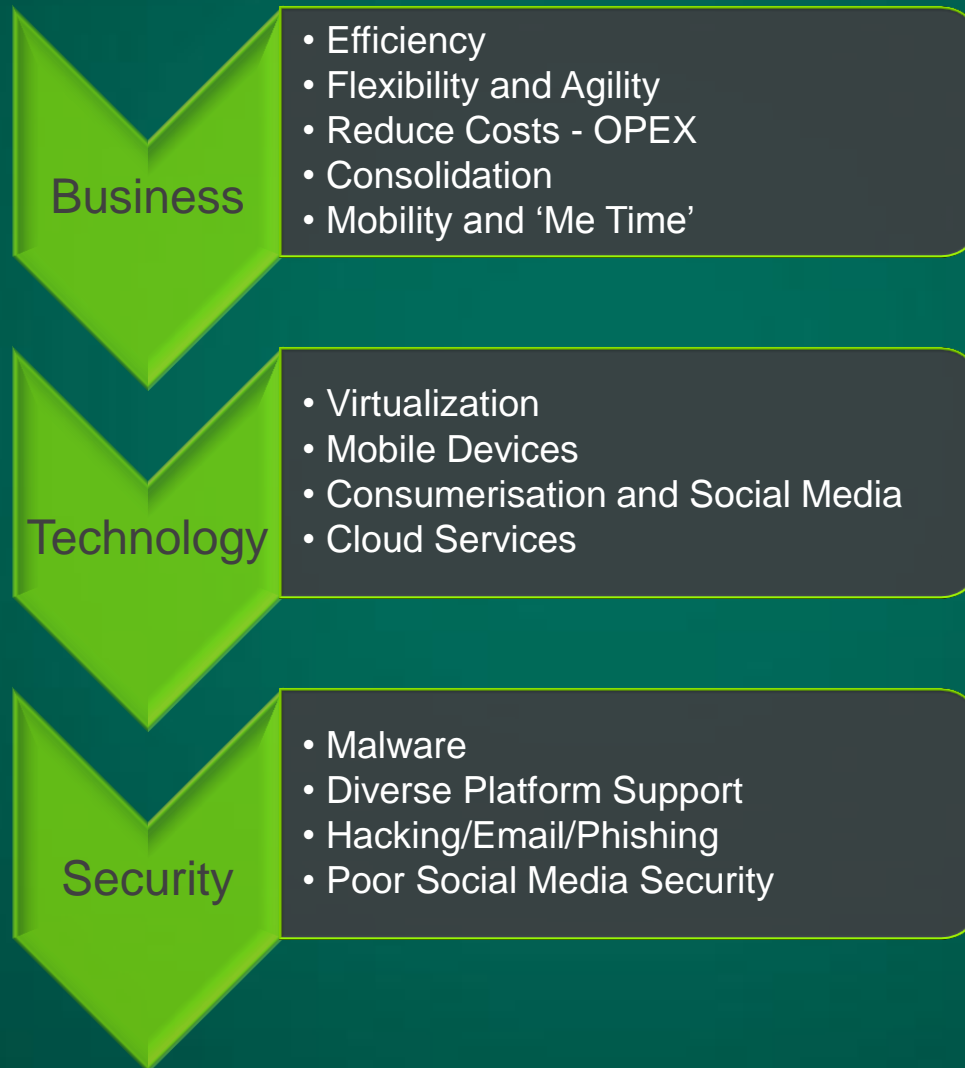 Business
• Efficiency
• Flexibility and Agility
• Reduce Costs - OPEX
• Consolidation
• Mobility and ‘Me Time’
Technology
• Virtualization
• Mobile Devices
• Consumerisation and Social Media
• Cloud Services
Security
• Malware
• Diverse Platform Support
• Hacking/Email/Phishing
• Poor Social Media Security